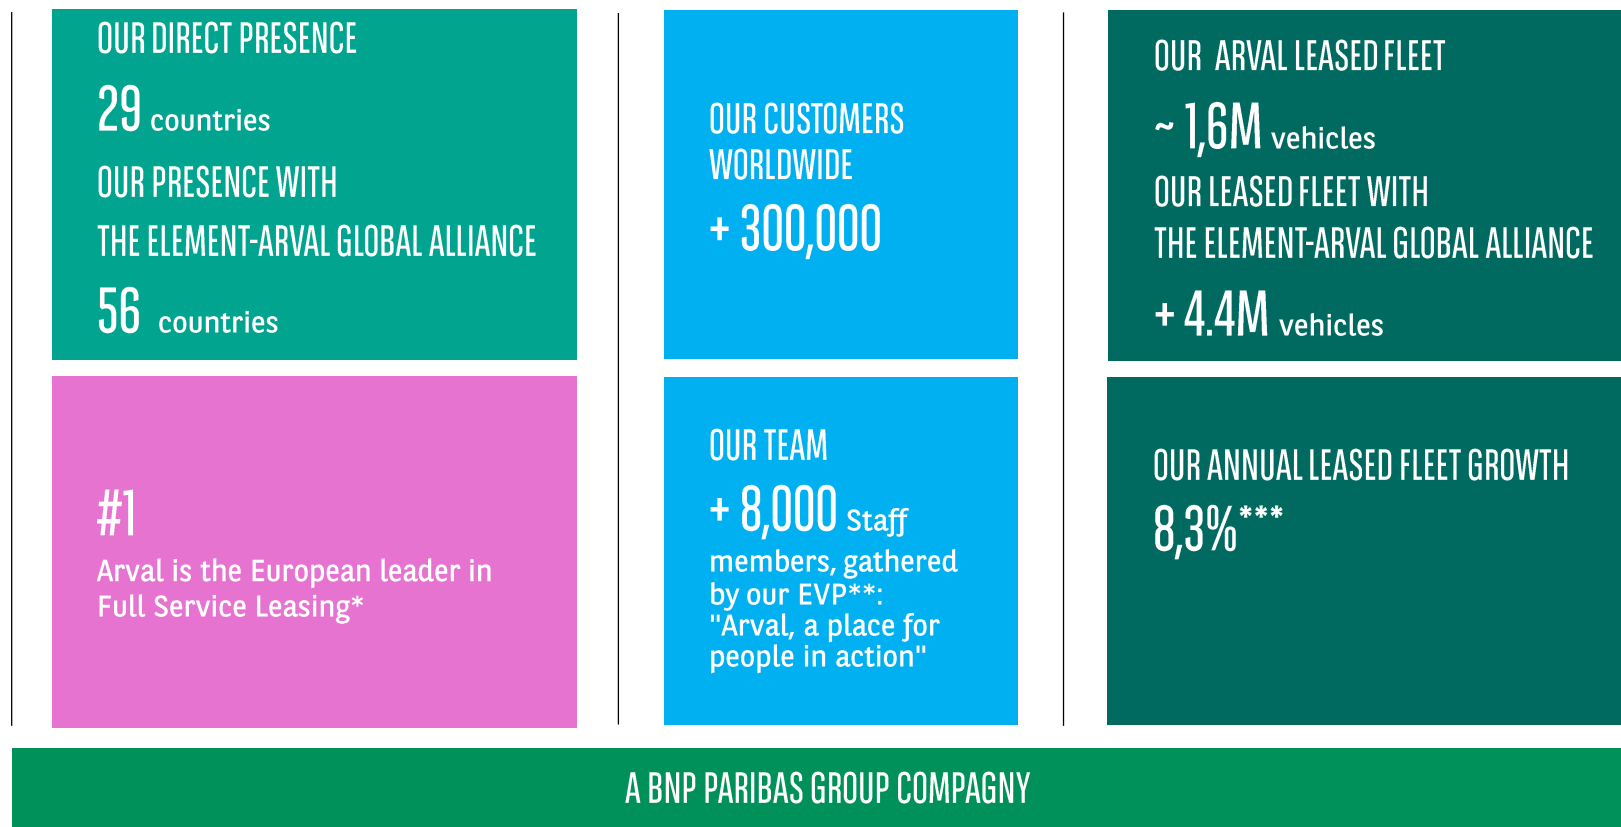 OUR DIRECT PRESENCE
29 countries
OUR PRESENCE WITH
THE ELEMENT-ARVAL GLOBAL ALLIANCE
56 countries
#1
Arval is the European leader in
Full Service Leasing*
OUR CUSTOMERS
WORLDWIDE
+ 300,000
OUR TEAM
+ 8,000 Staff
members, gathered
by our EVP**:
"Arval, a place for
people in action"
OUR ARVAL LEASED FLEET
~ 1,6M vehicles
OUR LEASED FLEET WITH
THE ELEMENT-ARVAL GLOBAL ALLIANCE
+ 4.4M vehicles
OUR ANNUAL LEASED FLEET GROWTH
8,3%***
A BNP PARIBAS GROUP COMPAGNY